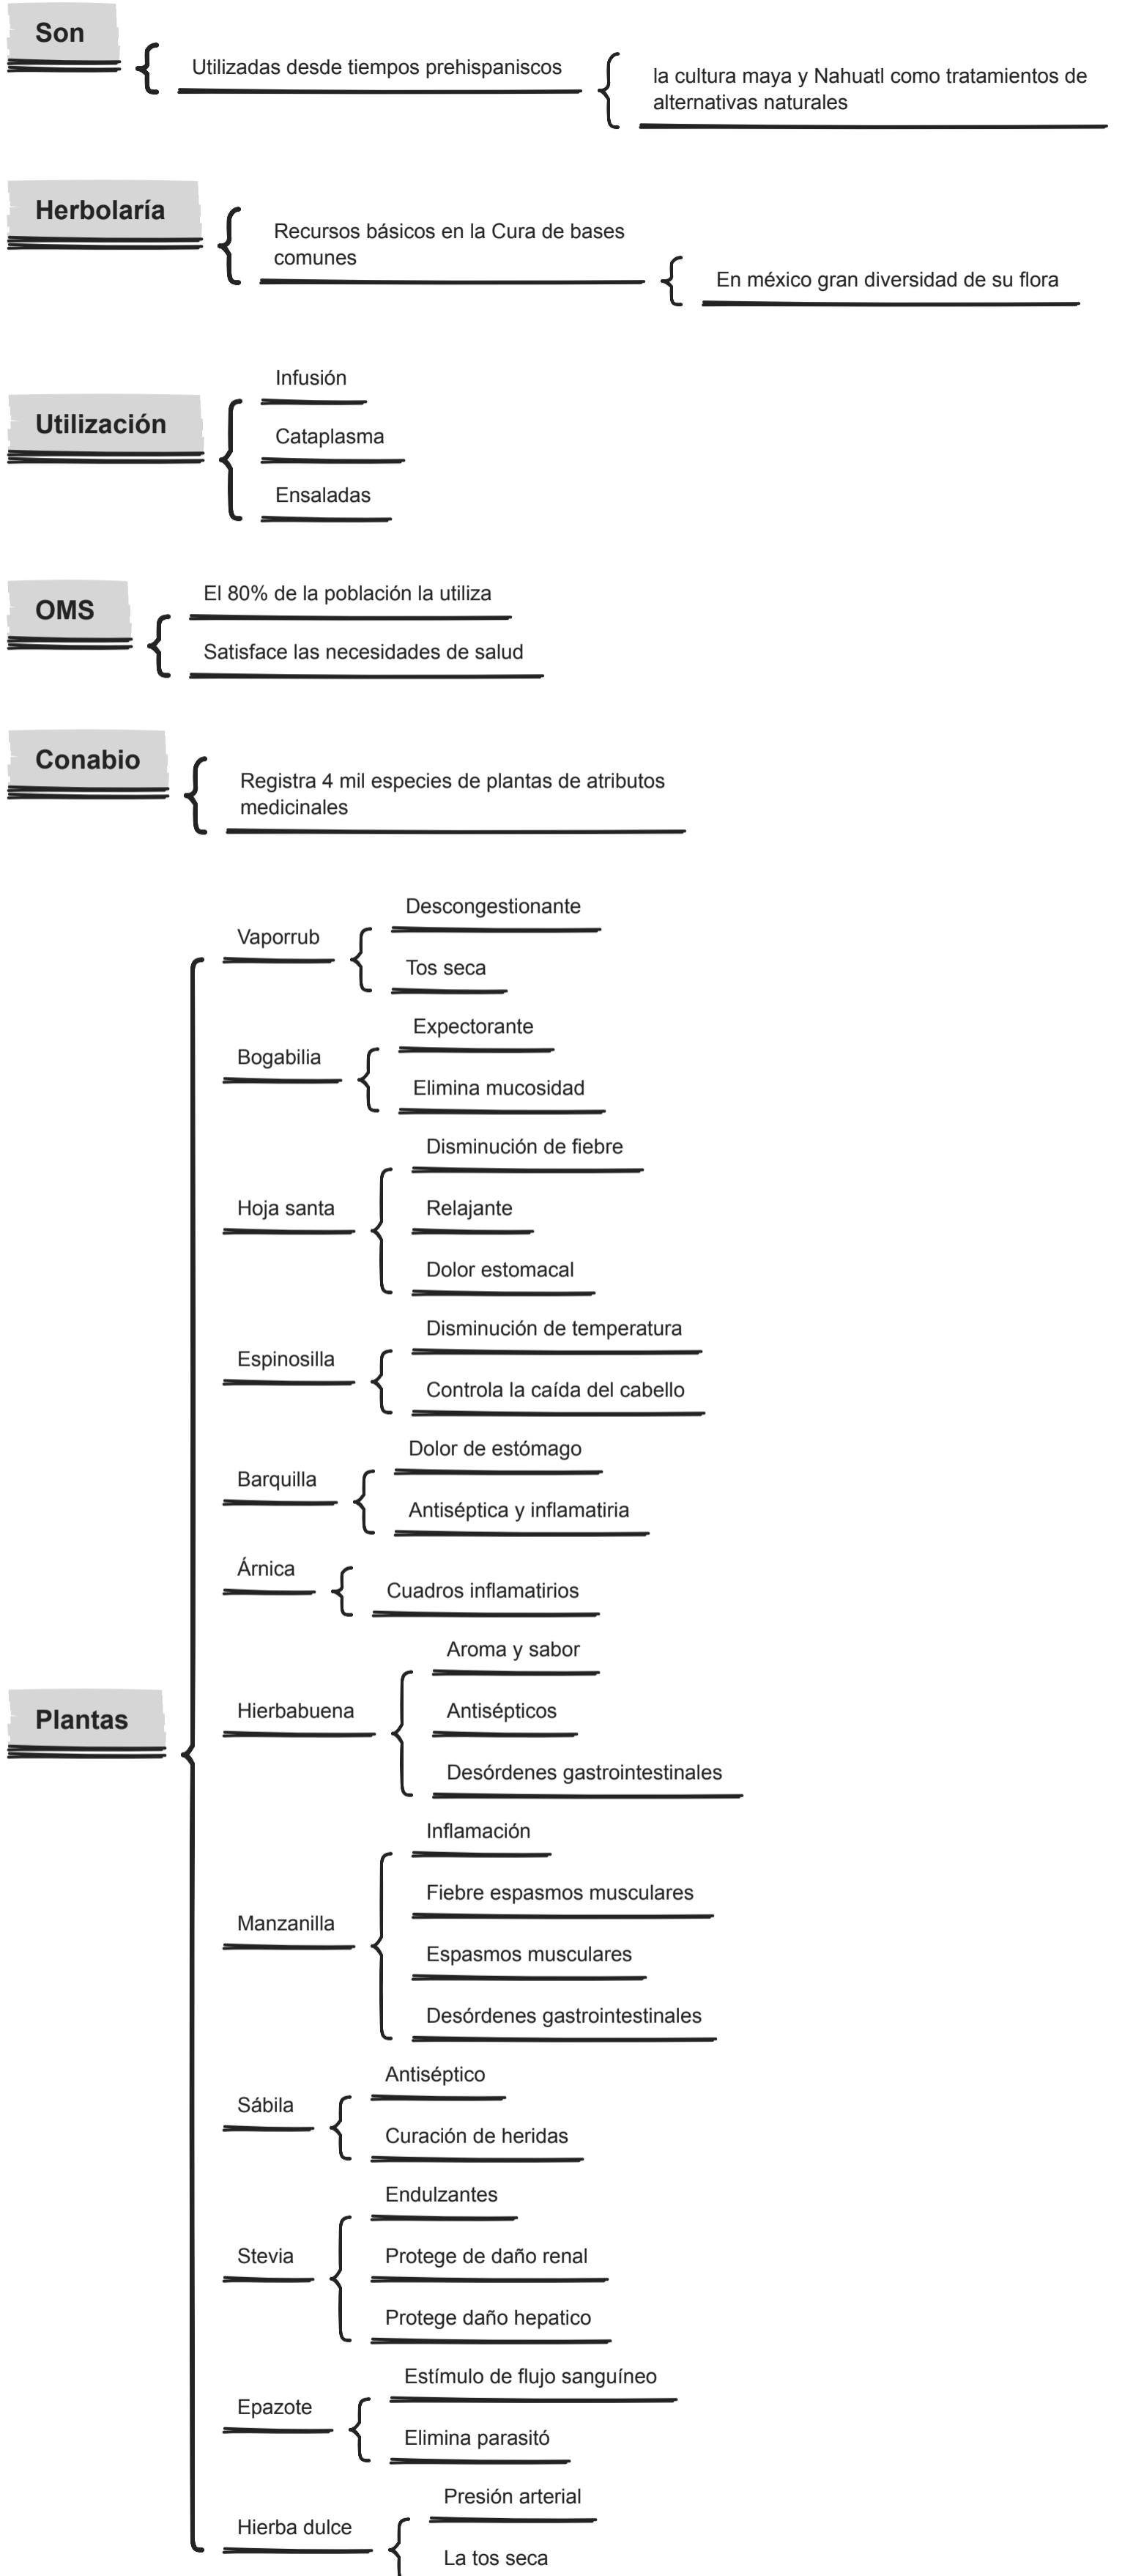 Son
Utilizadas desde tiempos prehispaniscos
la cultura maya y Nahuatl como tratamientos de
alternativas naturales
Herbolaría
Recursos básicos en la Cura de bases
comunes
En méxico gran diversidad de su flora
Utilización
Infusión
Cataplasma
Ensaladas
OMS
El 80% de la población la utiliza
Satisface las necesidades de salud
Conabio
Registra 4 mil especies de plantas de atributos
medicinales
Plantas
Vaporrub
Descongestionante
Tos seca
Bogabilia
Expectorante
Elimina mucosidad
Hoja santa
Disminución de fiebre
Relajante
Dolor estomacal
Espinosilla
Disminución de temperatura
Controla la caída del cabello
Barquilla
Dolor de estómago
Antiséptica y inflamatiria
Árnica
Cuadros inflamatirios
Hierbabuena
Aroma y sabor
Antisépticos
Desórdenes gastrointestinales
Manzanilla
Inflamación
Fiebre espasmos musculares
Espasmos musculares
Desórdenes gastrointestinales
Sábila
Antiséptico
Curación de heridas
Stevia
Endulzantes
Protege de daño renal
Protege daño hepatico
Epazote
Estímulo de flujo sanguíneo
Elimina parasitó
Hierba dulce
Presión arterial
La tos seca